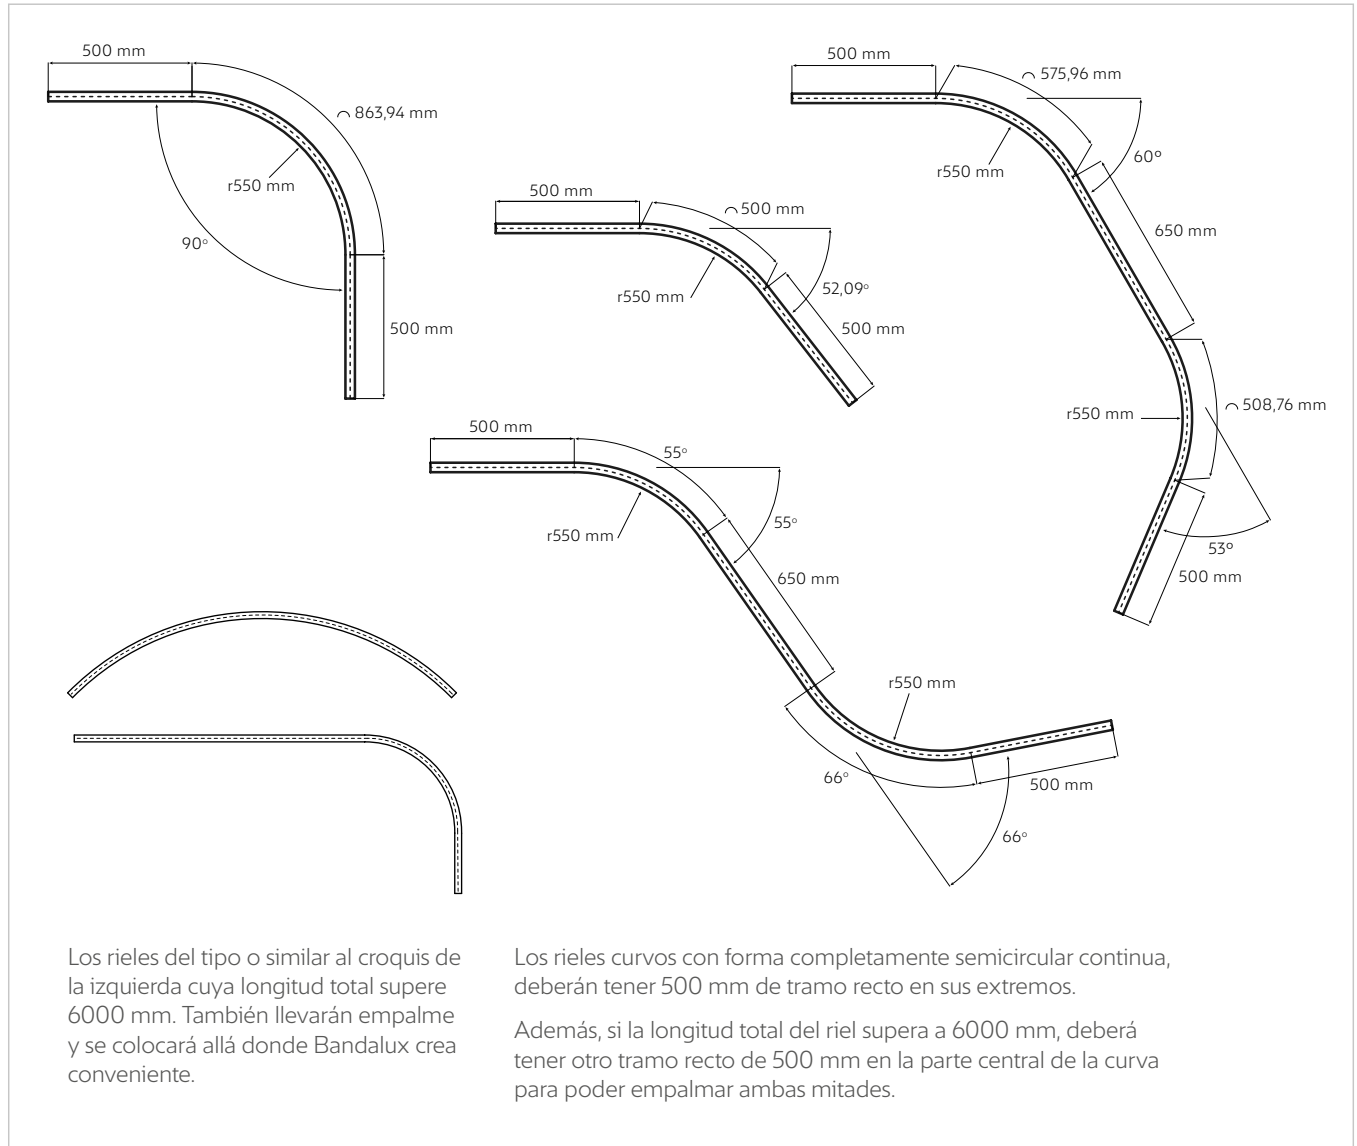 500 mm
863,94 mm
r550 mm
90°
500 mm
500 mm
500 mm
r550 mm
52,09°
500 mm
500 mm
575,96 mm
r550 mm
60º
650 mm
r550 mm
508,76 mm
53º
500 mm
500 mm
55°
r550 mm
55°
650 mm
r550 mm
66°
500 mm
66°
Los rieles del tipo o similar al croquis de
la izquierda cuya longitud total supere
6000 mm. También llevarán empalme
y se colocará allá donde Bandalux crea
conveniente.
Los rieles curvos con forma completamente semicircular continua,
deberán tener 500 mm de tramo recto en sus extremos.
Además, si la longitud total del riel supera a 6000 mm, deberá
tener otro tramo recto de 500 mm en la parte central de la curva
para poder empalmar ambas mitades.